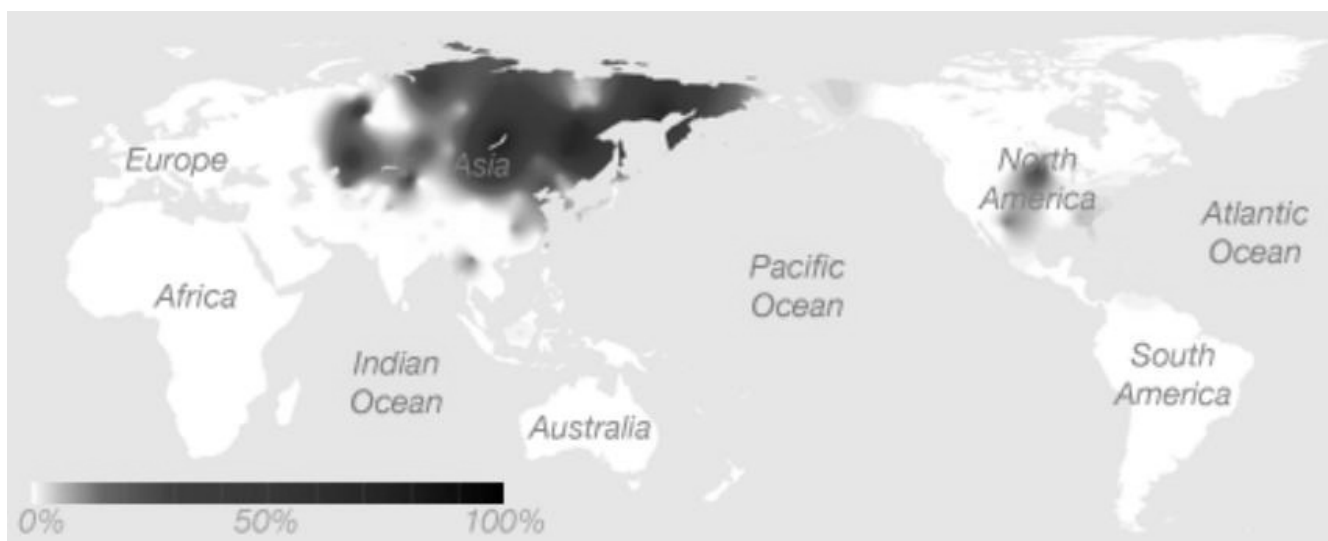 Europe
Asia
North
America
Atlantic
Ocean
Pacific
Ocean
Africa
Indian
Ocean
South
America
Australia
0% 50% 100%